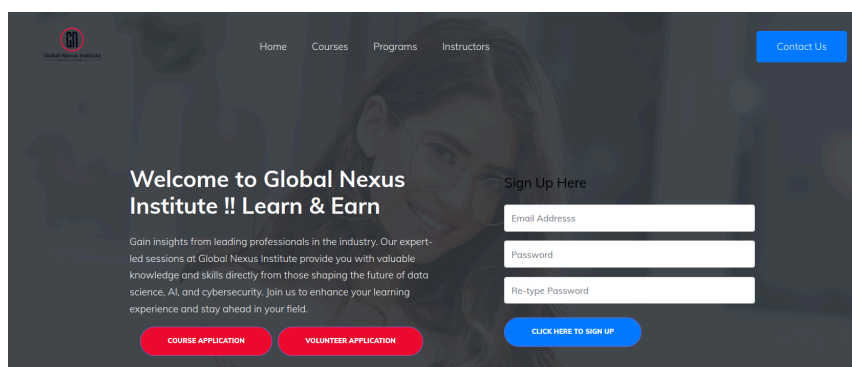 GN
Global Nexus Institute
Home Courses Programs Instructors
Contact Us
Welcome to Global Nexus
Institute !! Learn & Earn
Gain insights from leading professionals in the industry. Our expert-
led sessions at Global Nexus Institute provide you with valuable
knowledge and skills directly from those shaping the future of data
science, AI, and cybersecurity. Join us to enhance your learning
experience and stay ahead in your field.
COURSE APPLICATION VOLUNTEER APPLICATION
Sign Up Here
Email Addresss
Password
Re-type Password
CLICK HERE TO SIGN UP